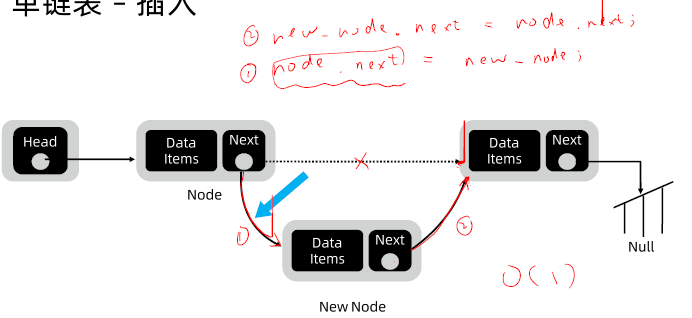 单链表 - 插入
② new_node.next = node.next;
① node.next = new_node;
Head
Data Items
Next
Data Items
Next
Node
①
Data Items
Next
②
Null
O(1)
New Node